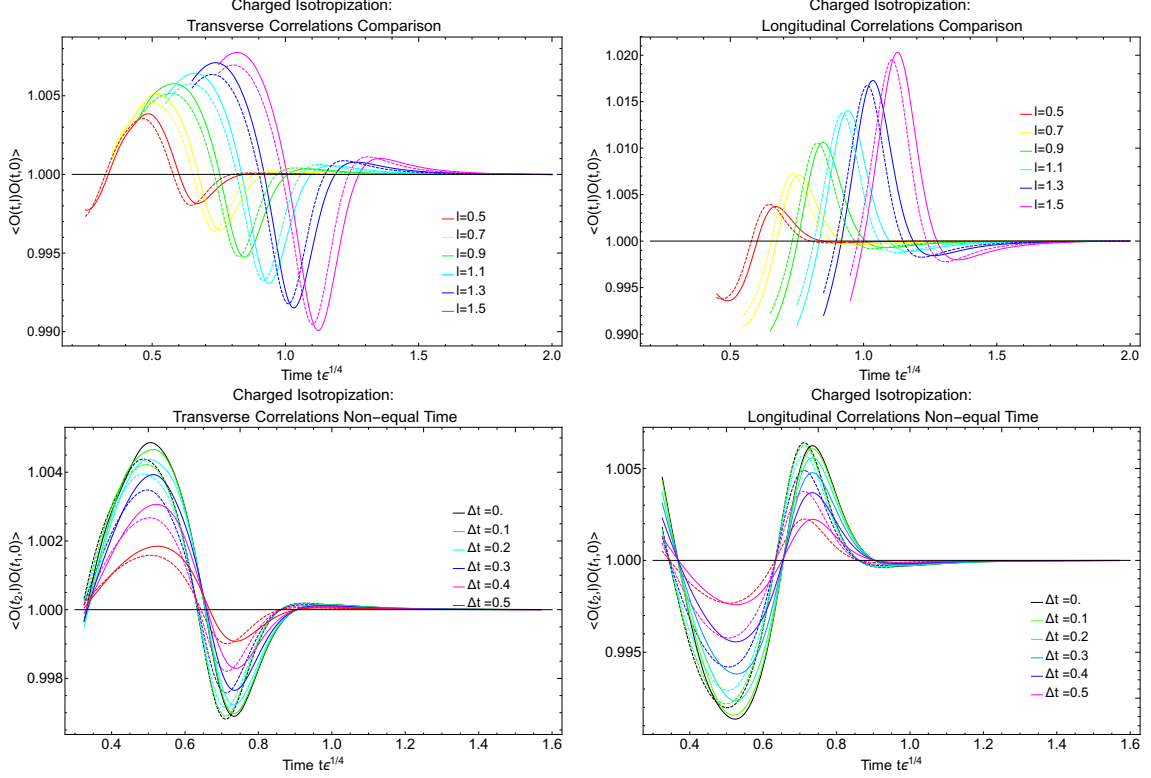 Charged Isotropization:
Transverse Correlations Comparison
<O(t,l)O(t,0)>
1.005
1.000
0.995
0.990
l=0.5
l=0.7
l=0.9
l=1.1
l=1.3
l=1.5
0.5
1.0
1.5
2.0
Time tϵ^1/4
Charged Isotropization:
Longitudinal Correlations Comparison
<O(t,l)O(t,0)>
1.020
1.015
1.010
1.005
1.000
0.995
0.990
l=0.5
l=0.7
l=0.9
l=1.1
l=1.3
l=1.5
0.5
1.0
1.5
2.0
Time tϵ^1/4
Charged Isotropization:
Transverse Correlations Non-equal Time
<O(t₂,l)O(t₁,0)>
1.004
1.002
1.000
0.998
Δt =0.
Δt =0.1
Δt =0.2
Δt =0.3
Δt =0.4
Δt =0.5
0.4
0.6
0.8
1.0
1.2
1.4
1.6
Time tϵ^1/4
Charged Isotropization:
Longitudinal Correlations Non-equal Time
<O(t₂,l)O(t₁,0)>
1.005
1.000
0.995
Δt =0.
Δt =0.1
Δt =0.2
Δt =0.3
Δt =0.4
Δt =0.5
0.4
0.6
0.8
1.0
1.2
1.4
1.6
Time tϵ^1/4